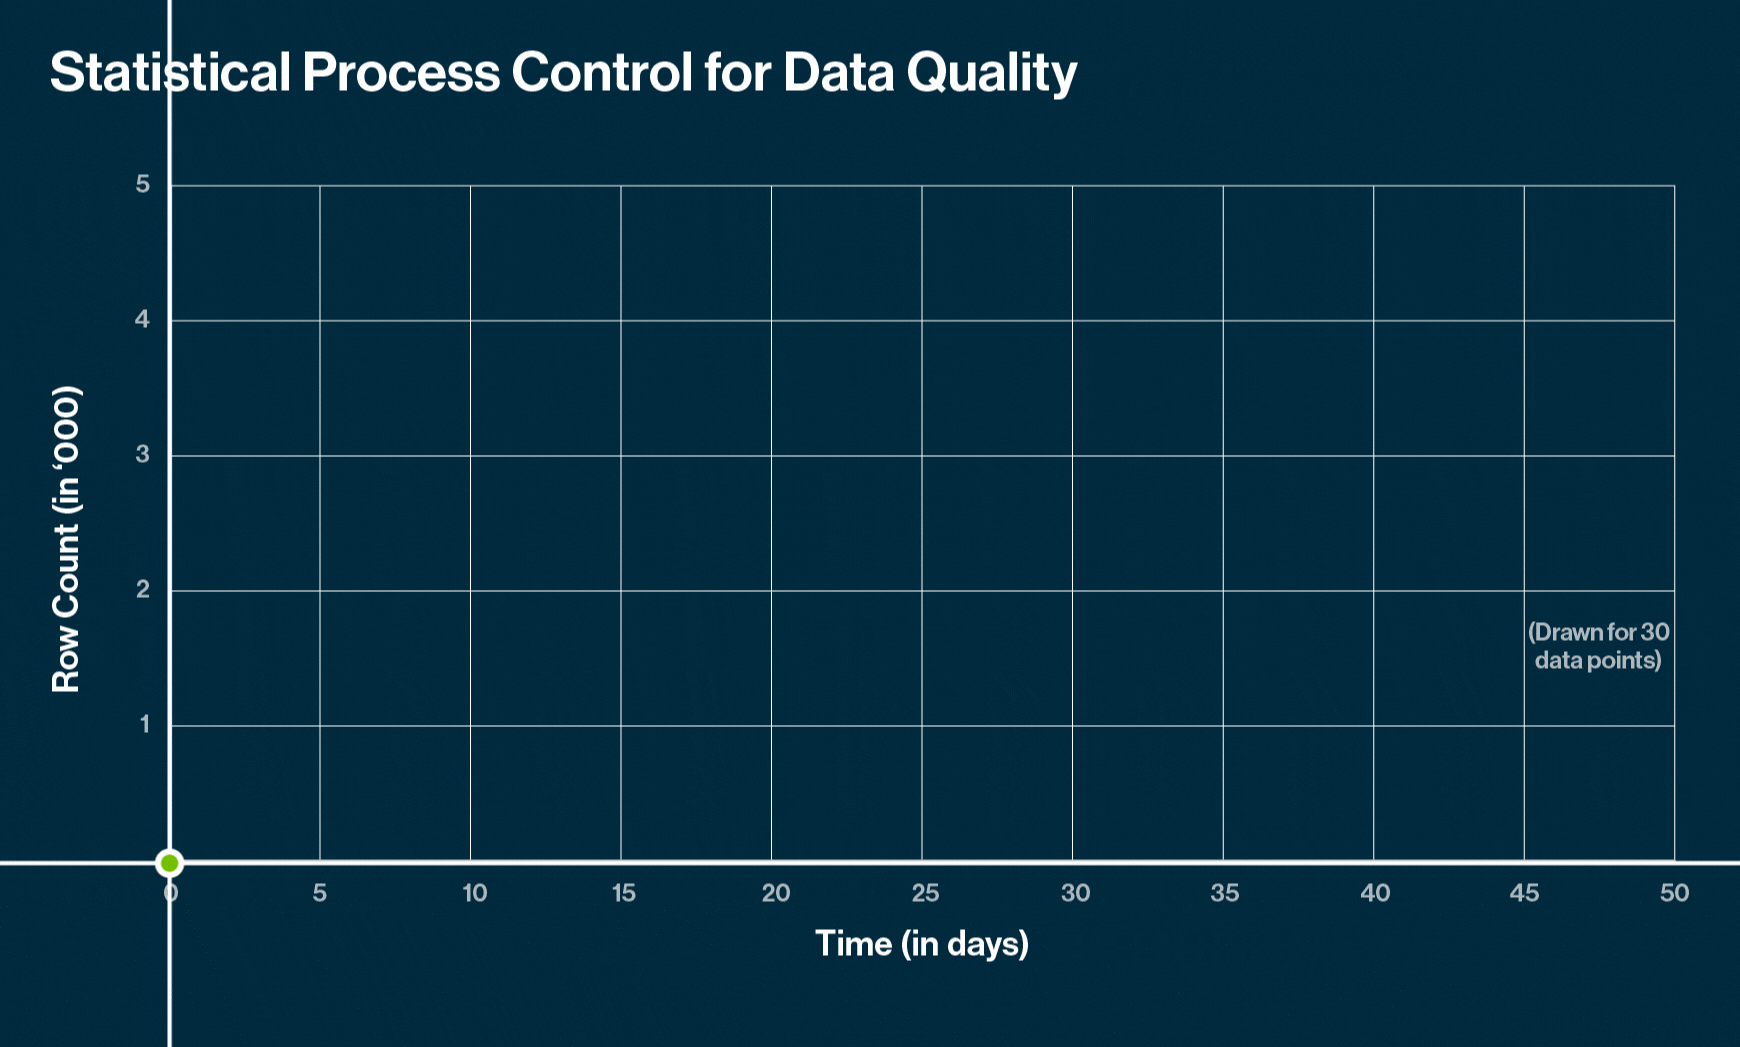 Statistical Process Control for Data Quality
5
4
3
2
1
Row Count (in ‘000)
(Drawn for 30
data points)
0 5 10 15 20 25 30 35 40 45 50
Time (in days)